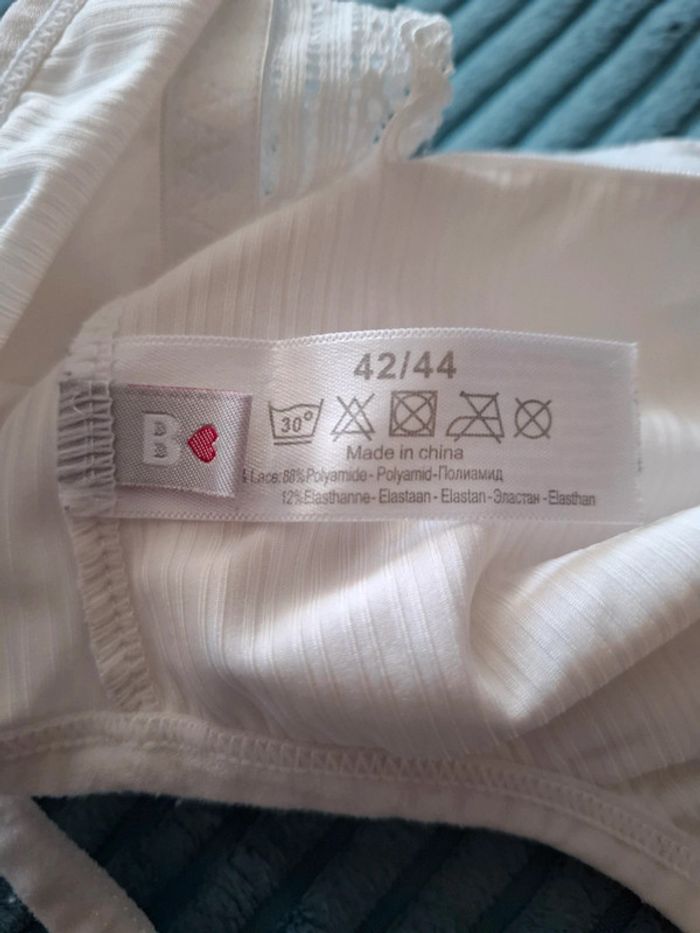 42/44
30°
B
Made in china
Lace: 88%Polyamide - Polyamid-Полиамид
12%Elasthanne- Elastaan - Elastan -Эластан -Elasthan